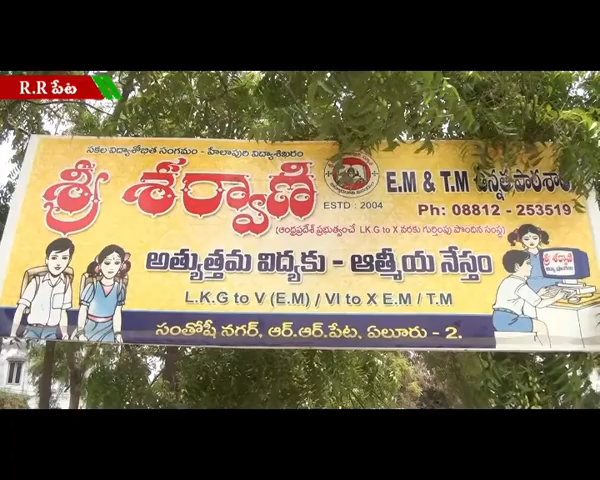 R.R పేట
సకల విద్యాశోభిత సంగమం - హేలాపురి విద్యాశిఖరం
శ్రీ శర్వాణి
E.M & T.M ఉన్నత పాఠశాల
ESTD : 2004
Ph: 08812 - 253519
(ఆంధ్రప్రదేశ్ ప్రభుత్వంచే L.K.G to X వరకు గుర్తింపు పొందిన సంస్థ)
అత్యుత్తమ విద్యకు - ఆత్మీయ నేస్తం
L.K.G to V (E.M) / VI to X E.M / T.M
శ్రీ శర్వాణి
సంతోషీ నగర్, ఆర్.ఆర్.పేట, ఏలూరు - 2.